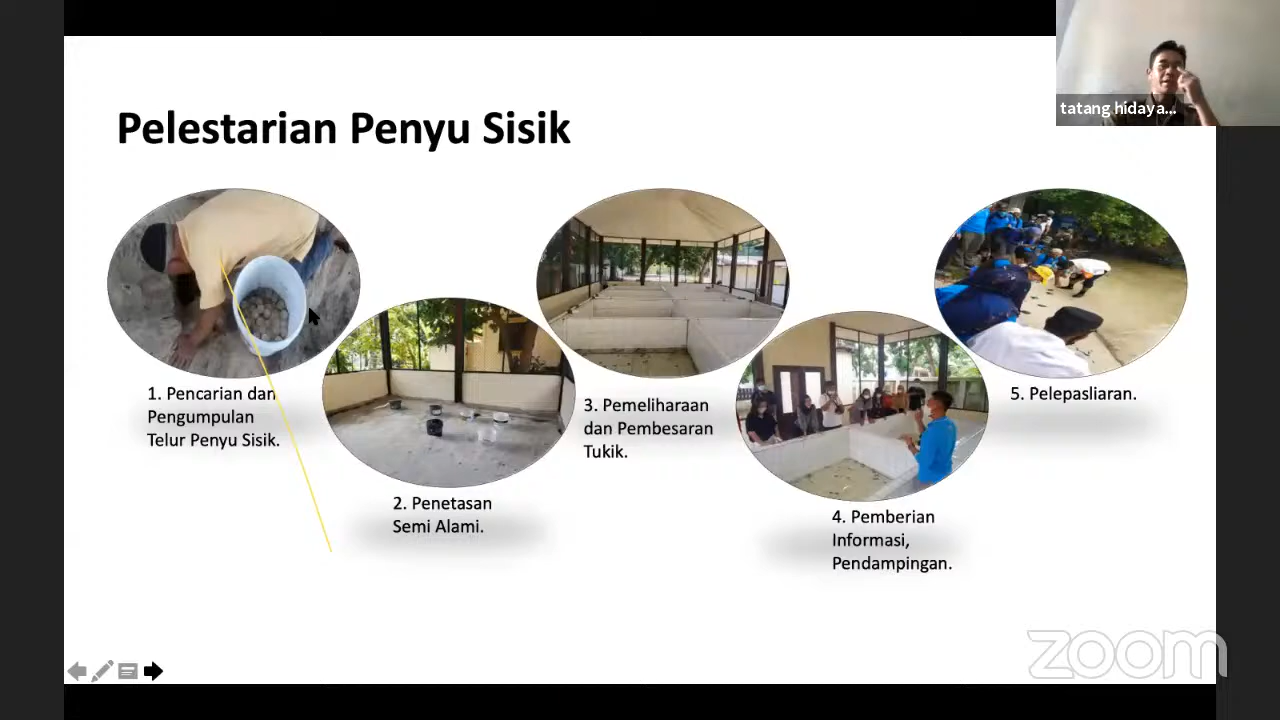 tatang hidaya...
Pelestarian Penyu Sisik
1. Pencarian dan
Pengumpulan
Telur Penyu Sisik.
2. Penetasan
Semi Alami.
3. Pemeliharaan
dan Pembesaran
Tukik.
4. Pemberian
Informasi,
Pendampingan.
5. Pelepasliaran.
zoom